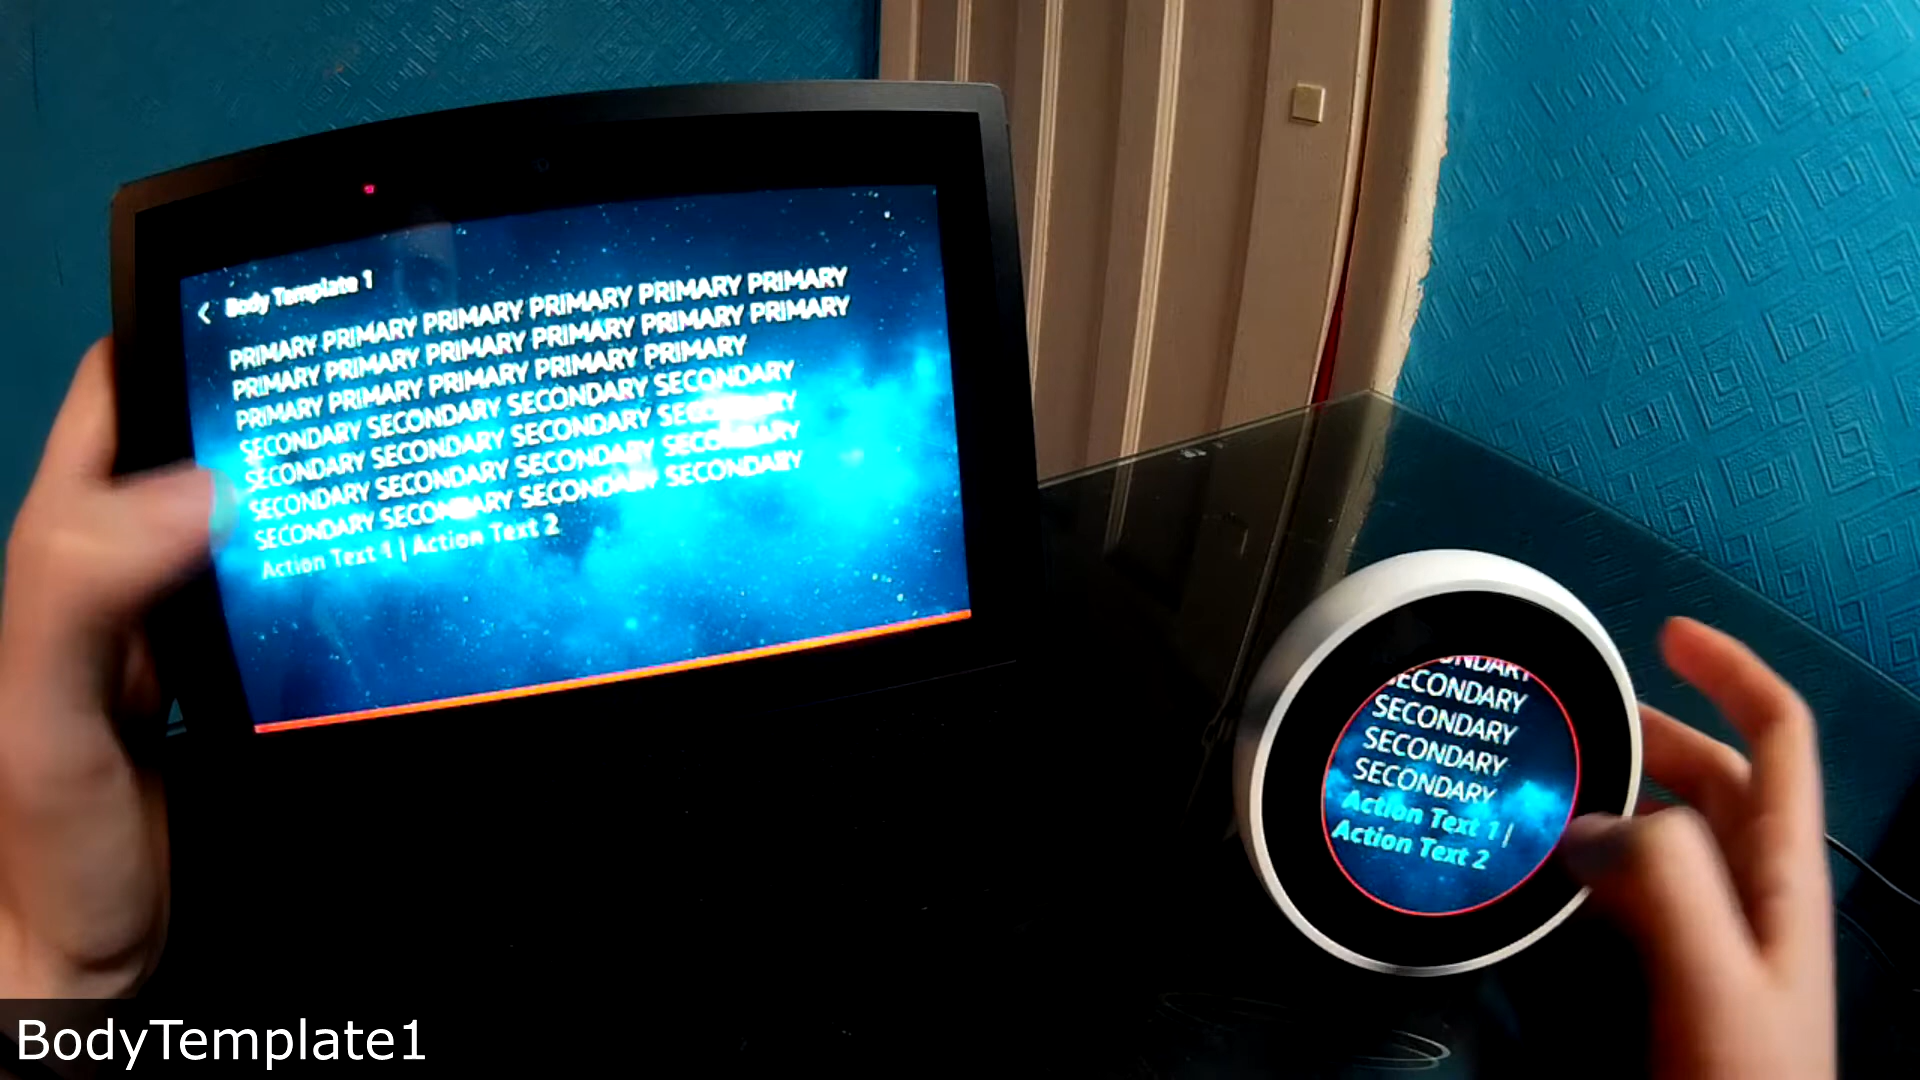 Body Template 1
PRIMARY PRIMARY PRIMARY PRIMARY PRIMARY PRIMARY
PRIMARY PRIMARY PRIMARY PRIMARY PRIMARY PRIMARY
PRIMARY PRIMARY PRIMARY PRIMARY PRIMARY
SECONDARY SECONDARY SECONDARY SECONDARY
SECONDARY SECONDARY SECONDARY SECONDARY
SECONDARY SECONDARY SECONDARY SECONDARY
SECONDARY SECONDARY SECONDARY SECONDARY
Action Text 1 | Action Text 2
SECONDARY
SECONDARY
SECONDARY
SECONDARY
Action Text 1 |
Action Text 2
BodyTemplate1